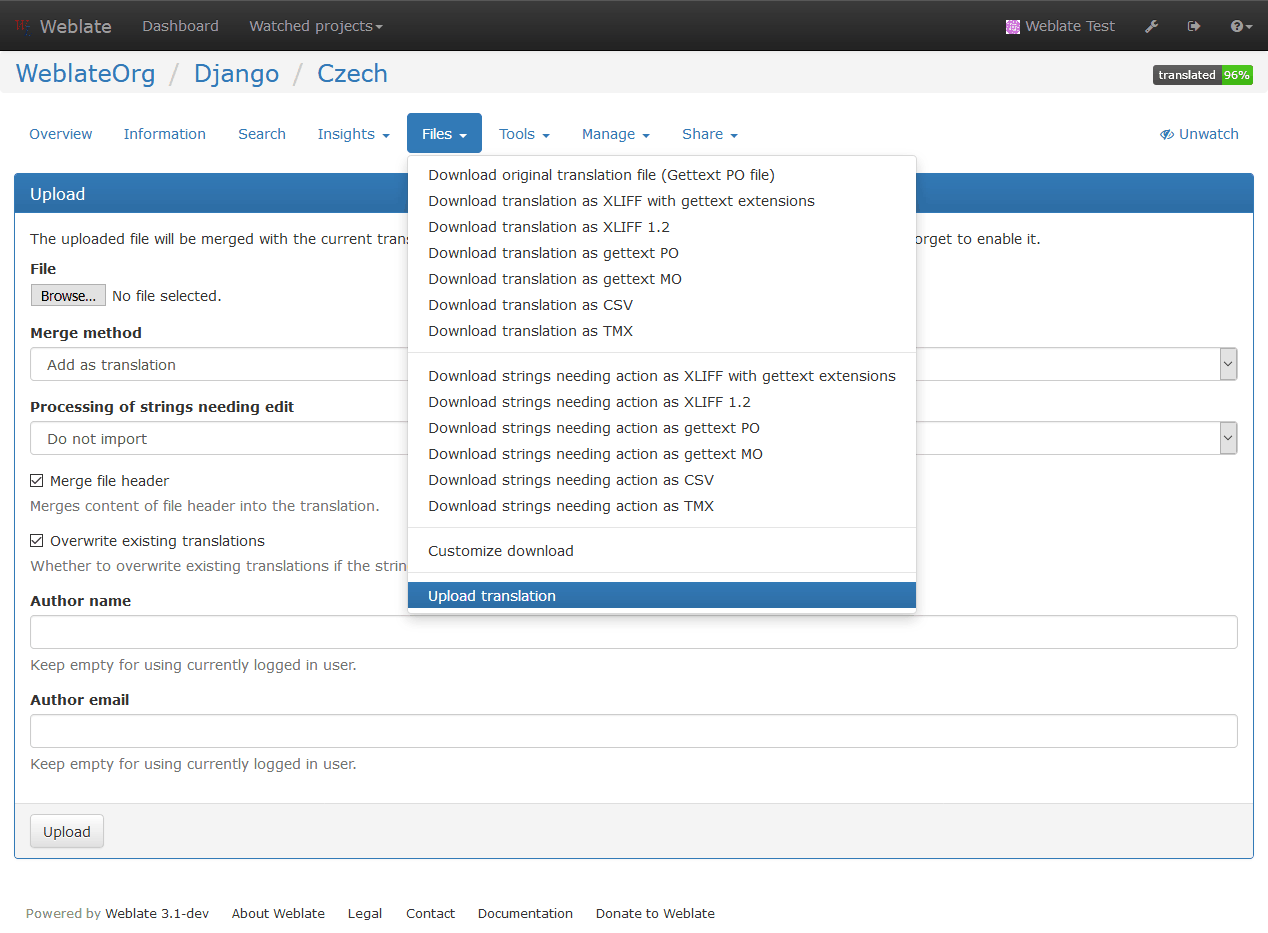 Weblate Dashboard Watched projects Weblate Test
WeblateOrg / Django / Czech translated 96%
Overview Information Search Insights Files Tools Manage Share Unwatch
Download original translation file (Gettext PO file)
Download translation as XLIFF with gettext extensions
Download translation as XLIFF 1.2
Download translation as gettext PO
Download translation as gettext MO
Download translation as CSV
Download translation as TMX
Download strings needing action as XLIFF with gettext extensions
Download strings needing action as XLIFF 1.2
Download strings needing action as gettext PO
Download strings needing action as gettext MO
Download strings needing action as CSV
Download strings needing action as TMX
Customize download
Upload translation
Upload
The uploaded file will be merged with the current tran orget to enable it.
File
Browse... No file selected.
Merge method
Add as translation
Processing of strings needing edit
Do not import
Merge file header
Merges content of file header into the translation.
Overwrite existing translations
Whether to overwrite existing translations if the strin
Author name
Keep empty for using currently logged in user.
Author email
Keep empty for using currently logged in user.
Upload
Powered by Weblate 3.1-dev About Weblate Legal Contact Documentation Donate to Weblate